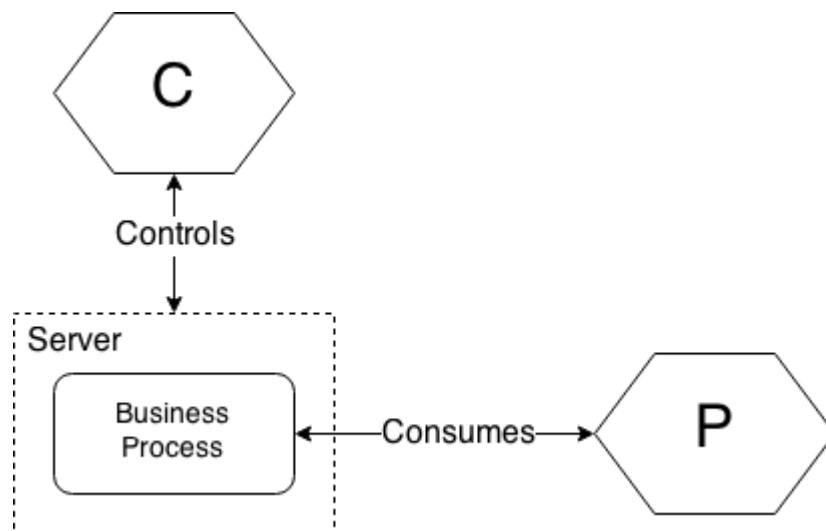 C
Controls
Server
Business
Process
Consumes
P